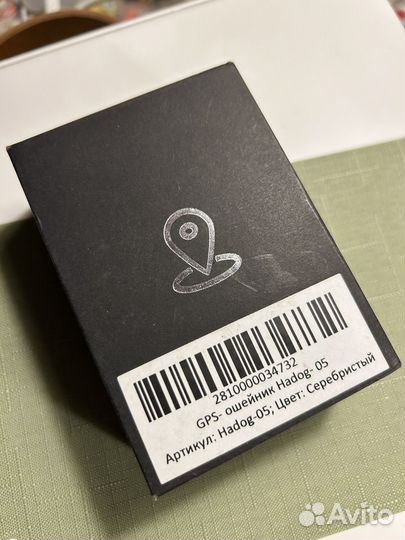 2810000034732
GPS- ошейник Hadog- 05
Артикул: Hadog-05; Цвет: Серебристый
Avito